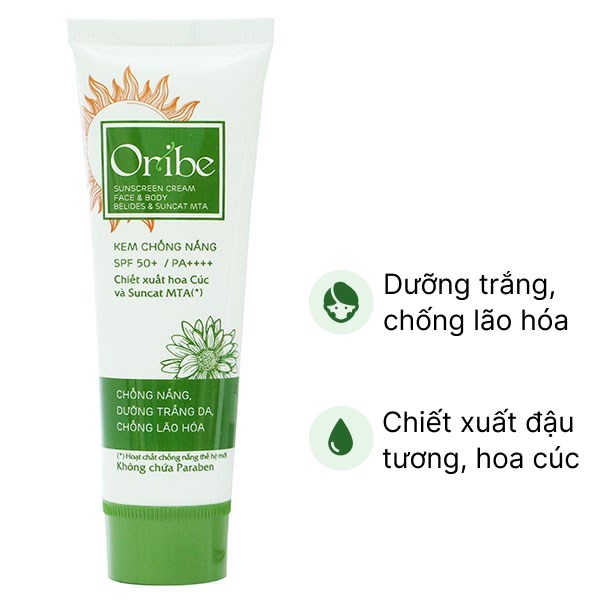 Oribe
SUNSCREEN CREAM
FACE & BODY
BELIDES & SUNCAT MTA
KEM CHỐNG NẮNG
SPF 50+ / PA++++
Chiết xuất hoa Cúc
và Suncat MTA(*)
CHỐNG NẮNG,
DƯỠNG TRẮNG DA,
CHỐNG LÃO HÓA
(*) Hoạt chất chống nắng thế hệ mới
Không chứa Paraben
Dưỡng trắng,
chống lão hóa
Chiết xuất đậu
tương, hoa cúc